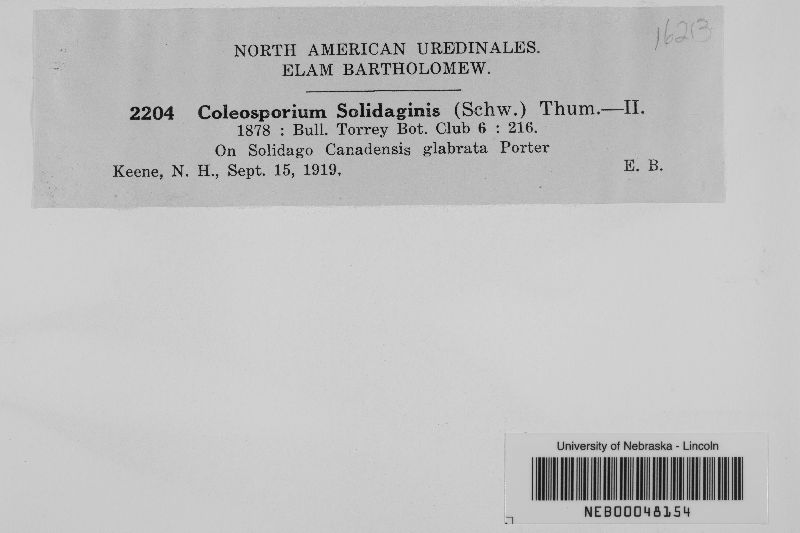 16213
NORTH AMERICAN UREDINALES.
ELAM BARTHOLOMEW.
2204 Coleosporium Solidaginis (Schw.) Thum.—II.
1878 : Bull. Torrey Bot. Club 6 : 216.
On Solidago Canadensis glabrata Porter
Keene, N. H., Sept. 15, 1919, E. B.
University of Nebraska - Lincoln
NEB00048154